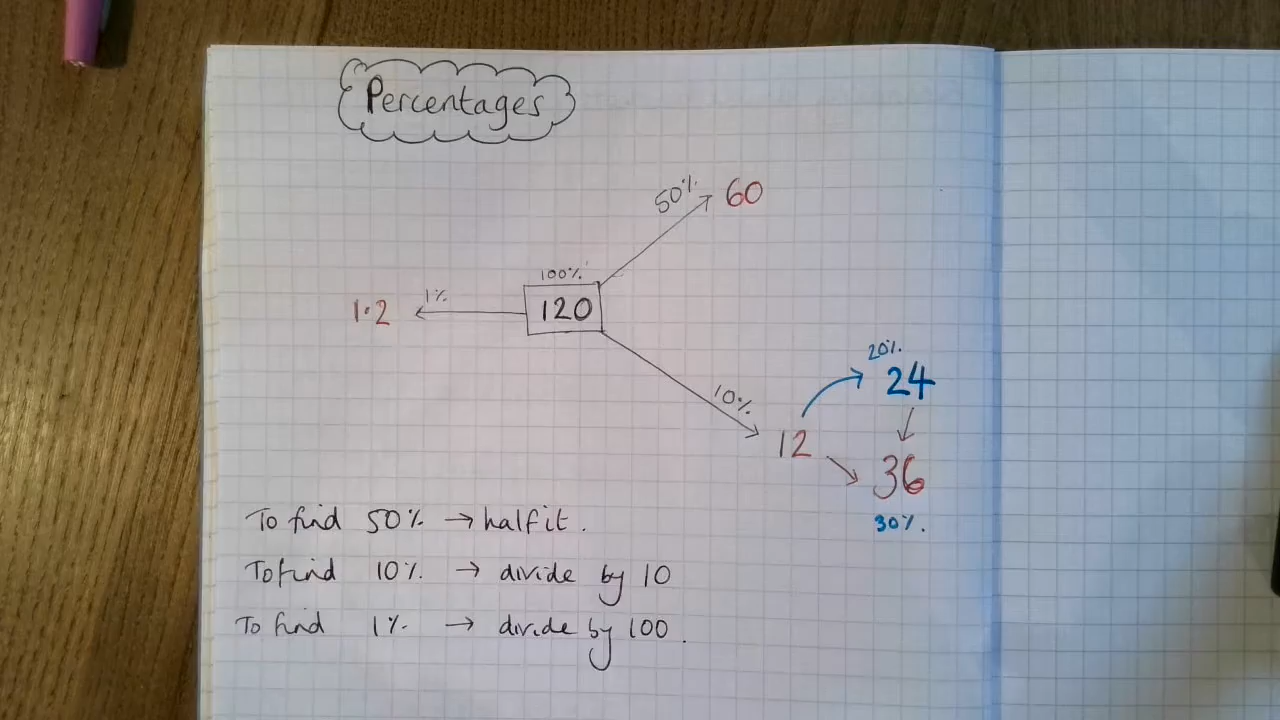 Percentages
50% 60
100%
1.2 1% 120
20%
10% 24
12
36
To find 50% → half it.
30%.
To find 10% → divide by 10
To find 1% → divide by 100.